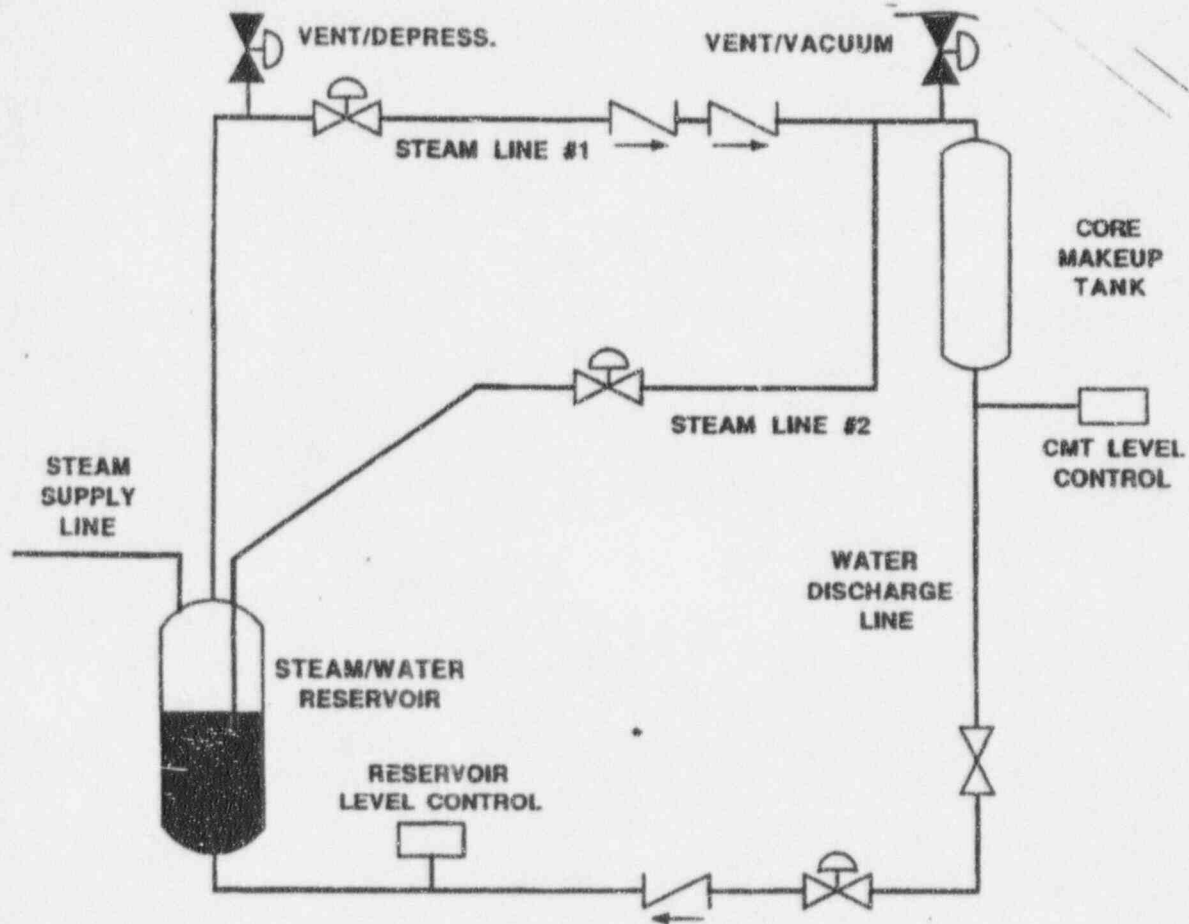 VENT/DEPRESS.
VENT/VACUUM
STEAM LINE #1
CORE
MAKEUP
TANK
STEAM LINE #2
CMT LEVEL
CONTROL
STEAM
SUPPLY
LINE
WATER
DISCHARGE
LINE
STEAM/WATER
RESERVOIR
RESERVOIR
LEVEL CONTROL